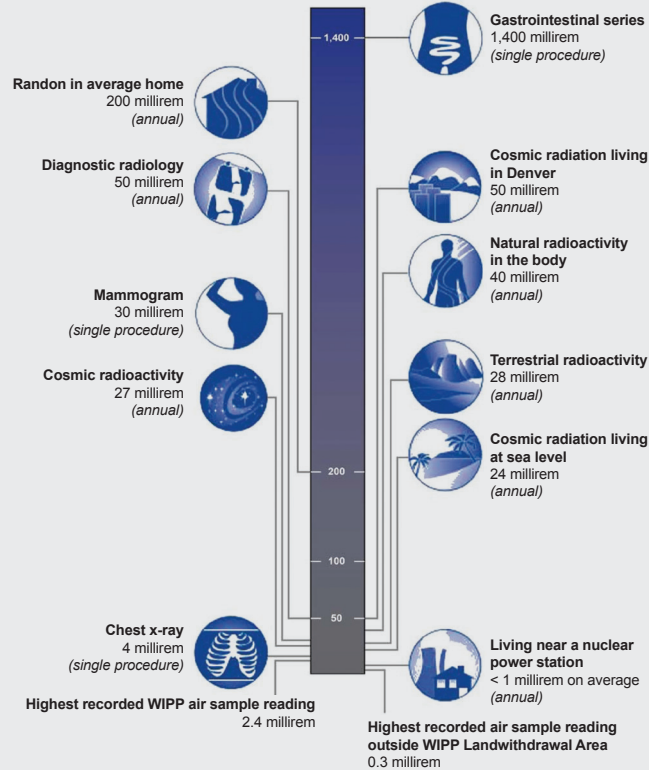 Gastrointestinal series
1,400 millirem
(single procedure)
1,400
Randon in average home
200 millirem
(annual)
Diagnostic radiology
50 millirem
(annual)
Cosmic radiation living
in Denver
50 millirem
(annual)
Natural radioactivity
in the body
40 millirem
(annual)
Mammogram
30 millirem
(single procedure)
Cosmic radioactivity
27 millirem
(annual)
Terrestrial radioactivity
28 millirem
(annual)
Cosmic radiation living
at sea level
24 millirem
(annual)
200
100
50
Chest x-ray
4 millirem
(single procedure)
Living near a nuclear
power station
< 1 millirem on average
(annual)
Highest recorded WIPP air sample reading
2.4 millirem
Highest recorded air sample reading
outside WIPP Landwithdrawal Area
0.3 millirem